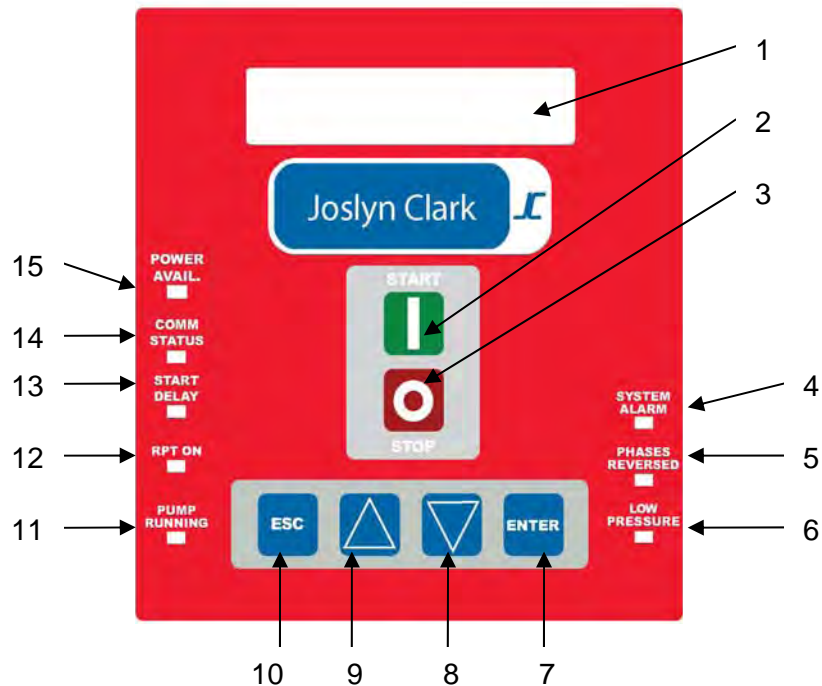 1
2
3
Joslyn Clark JC
15
POWER
AVAIL.
START
14
COMM
STATUS
13
START
DELAY
4
SYSTEM
ALARM
12
RPT ON
STOP
5
PHASES
REVERSED
11
PUMP
RUNNING
ESC
ENTER
6
LOW
PRESSURE
10
9
8
7